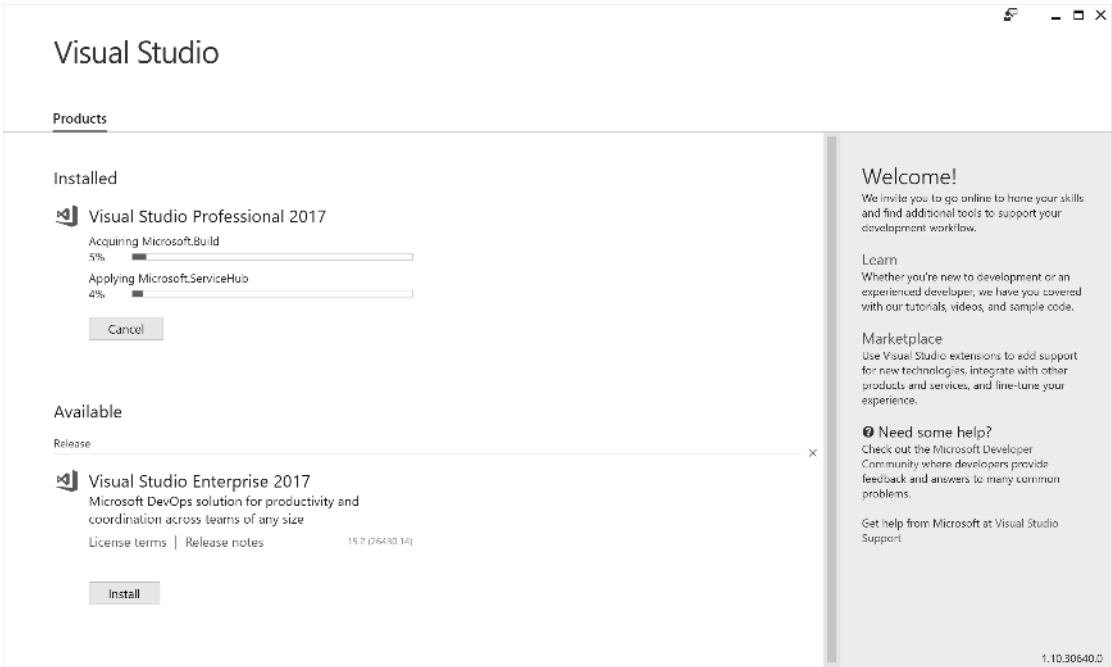 Visual Studio
Products
Installed
Visual Studio Professional 2017
Acquiring Microsoft.Build
5%
Applying Microsoft.ServiceHub
4%
Cancel
Available
Release
Visual Studio Enterprise 2017
Microsoft DevOps solution for productivity and
coordination across teams of any size
License terms | Release notes 15.2 (26430.14)
Install
Welcome!
We invite you to go online to hone your skills
and find additional tools to support your
development workflow.
Learn
Whether you're new to development or an
experienced developer, we have you covered
with our tutorials, videos, and sample code.
Marketplace
Use Visual Studio extensions to add support
for new technologies, integrate with other
products and services, and fine-tune your
experience.
Need some help?
Check out the Microsoft Developer
Community where developers provide
feedback and answers to many common
problems.
Get help from Microsoft at Visual Studio
Support
1.10.30640.0